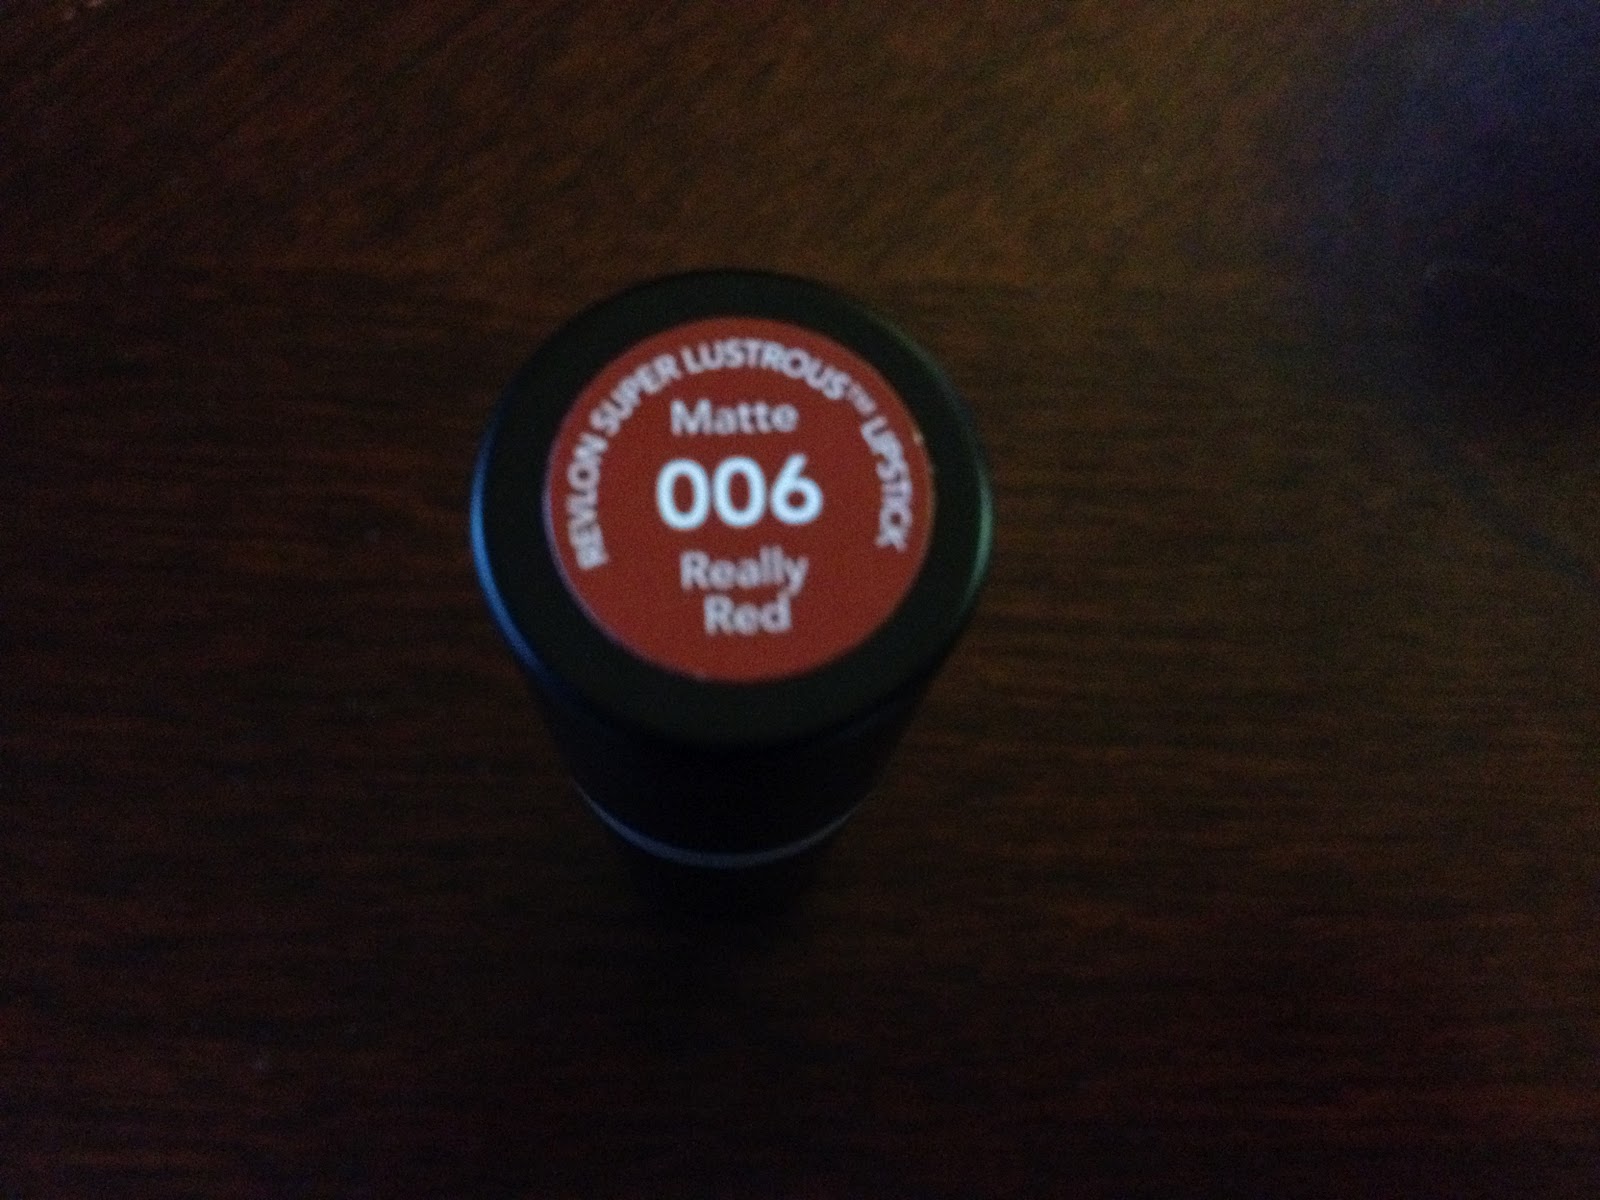 REVLON SUPER LUSTROUS™ LIPSTICK
Matte
006
Really
Red